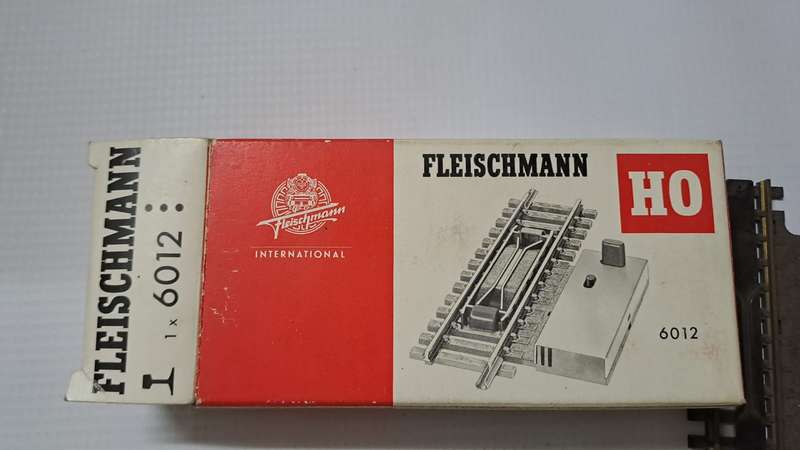 FLEISCHMANN
1 x 6012
Fleischmann
INTERNATIONAL
FLEISCHMANN
HO
6012